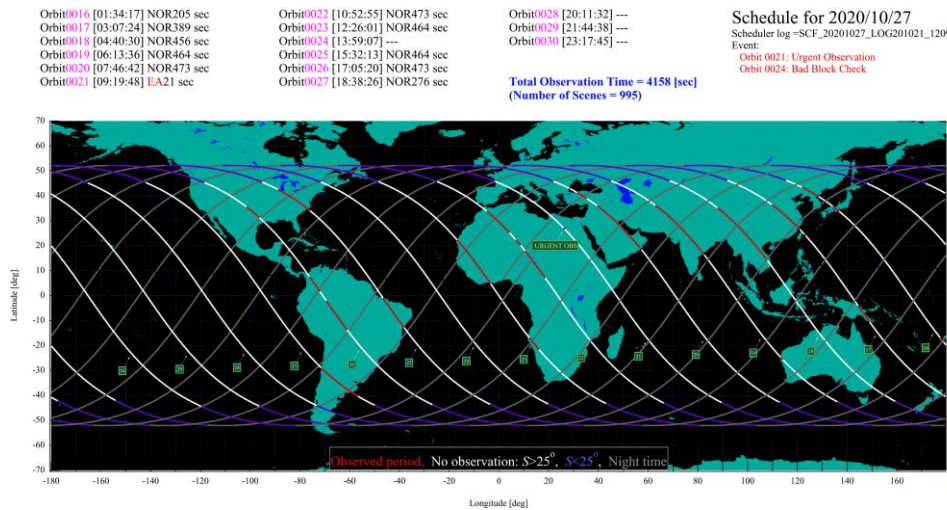 Orbit0016 [01:34:17] NOR205 sec
Orbit0017 [03:07:24] NOR389 sec
Orbit0018 [04:40:30] NOR456 sec
Orbit0019 [06:13:36] NOR464 sec
Orbit0020 [07:46:42] NOR473 sec
Orbit0021 [09:19:48] EA21 sec
Orbit0022 [10:52:55] NOR473 sec
Orbit0023 [12:26:01] NOR464 sec
Orbit0024 [13:59:07] ---
Orbit0025 [15:32:13] NOR464 sec
Orbit0026 [17:05:20] NOR473 sec
Orbit0027 [18:38:26] NOR276 sec
Orbit0028 [20:11:32] ---
Orbit0029 [21:44:38] ---
Orbit0030 [23:17:45] ---
Total Observation Time = 4158 [sec]
(Number of Scenes = 995)
Schedule for 2020/10/27
Scheduler log =SCF_20201027_LOG201021_1209
Event:
Orbit 0021: Urgent Observation
Orbit 0024: Bad Block Check
70
60
50
40
30
20
10
0
-10
-20
-30
-40
-50
-60
-70
Latitude [deg]
URGENT OBS
Observed period, No observation: S>25°, S<25°, Night time
-180 -160 -140 -120 -100 -80 -60 -40 -20 0 20 40 60 80 100 120 140 160
Longitude [deg]